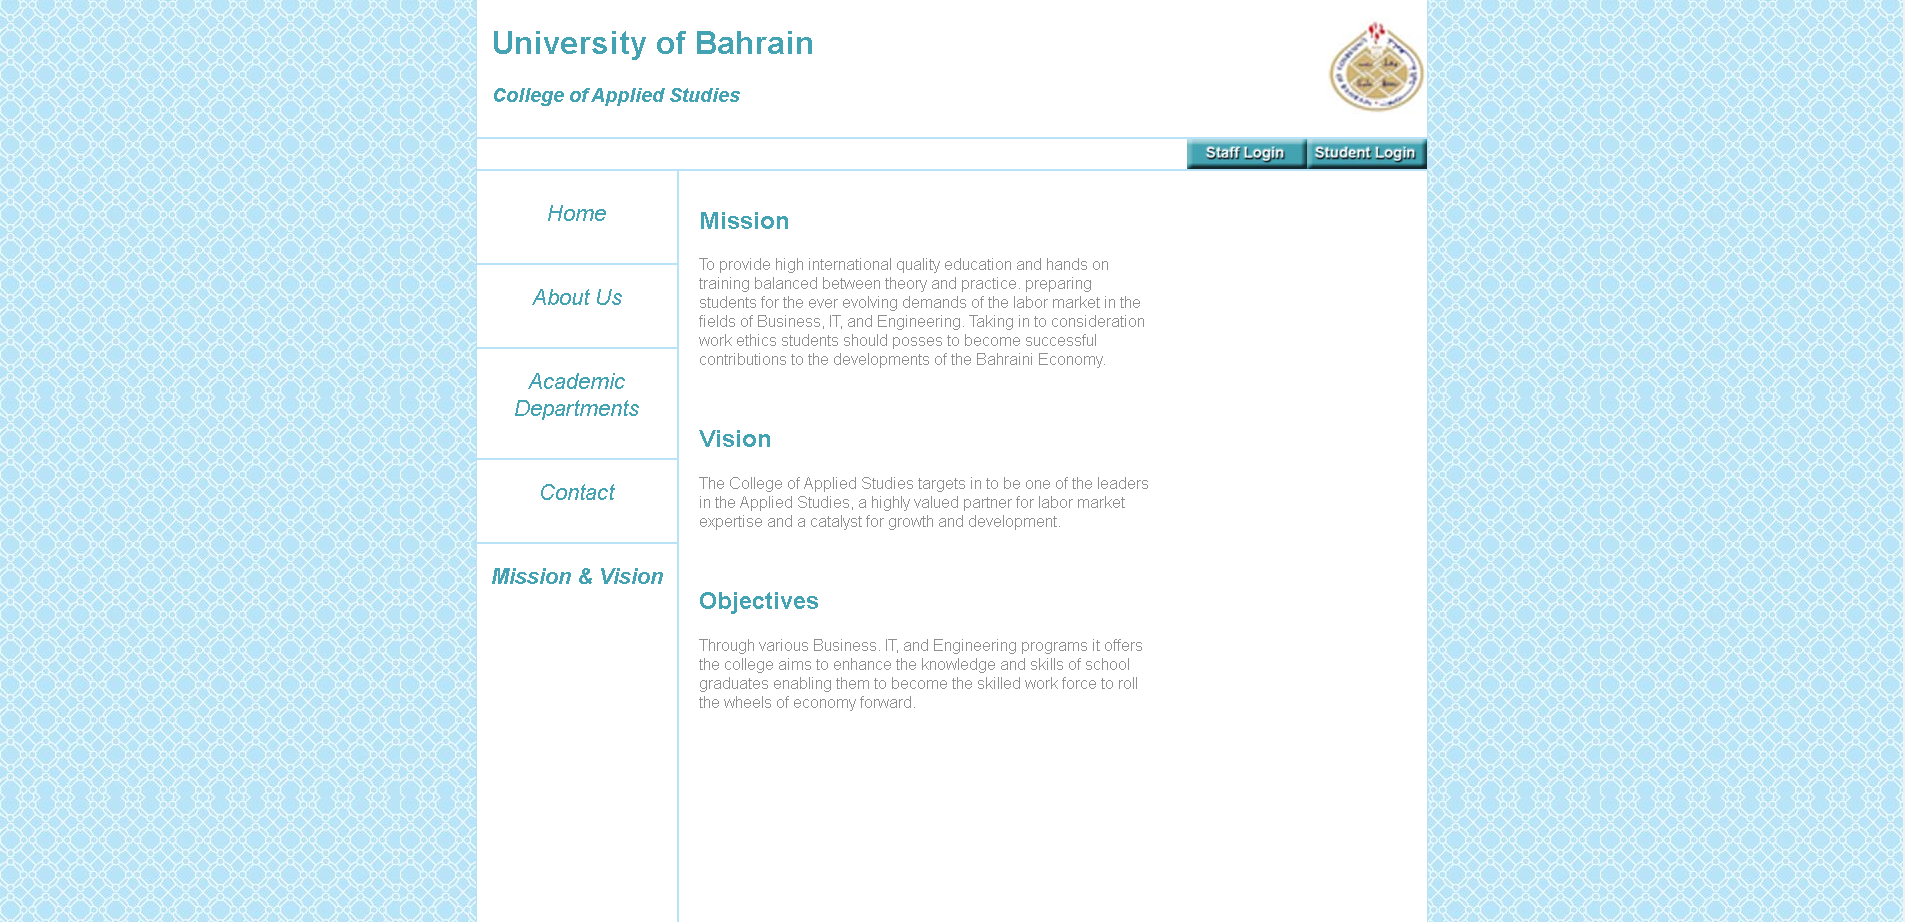 University of Bahrain
College of Applied Studies
Staff Login
Student Login
Home
About Us
Academic
Departments
Contact
Mission & Vision
Mission
To provide high international quality education and hands on
training balanced between theory and practice. preparing
students for the ever evolving demands of the labor market in the
fields of Business, IT, and Engineering. Taking in to consideration
work ethics students should posses to become successful
contributions to the developments of the Bahraini Economy.
Vision
The College of Applied Studies targets in to be one of the leaders
in the Applied Studies, a highly valued partner for labor market
expertise and a catalyst for growth and development.
Objectives
Through various Business. IT, and Engineering programs it offers
the college aims to enhance the knowledge and skills of school
graduates enabling them to become the skilled work force to roll
the wheels of economy forward.